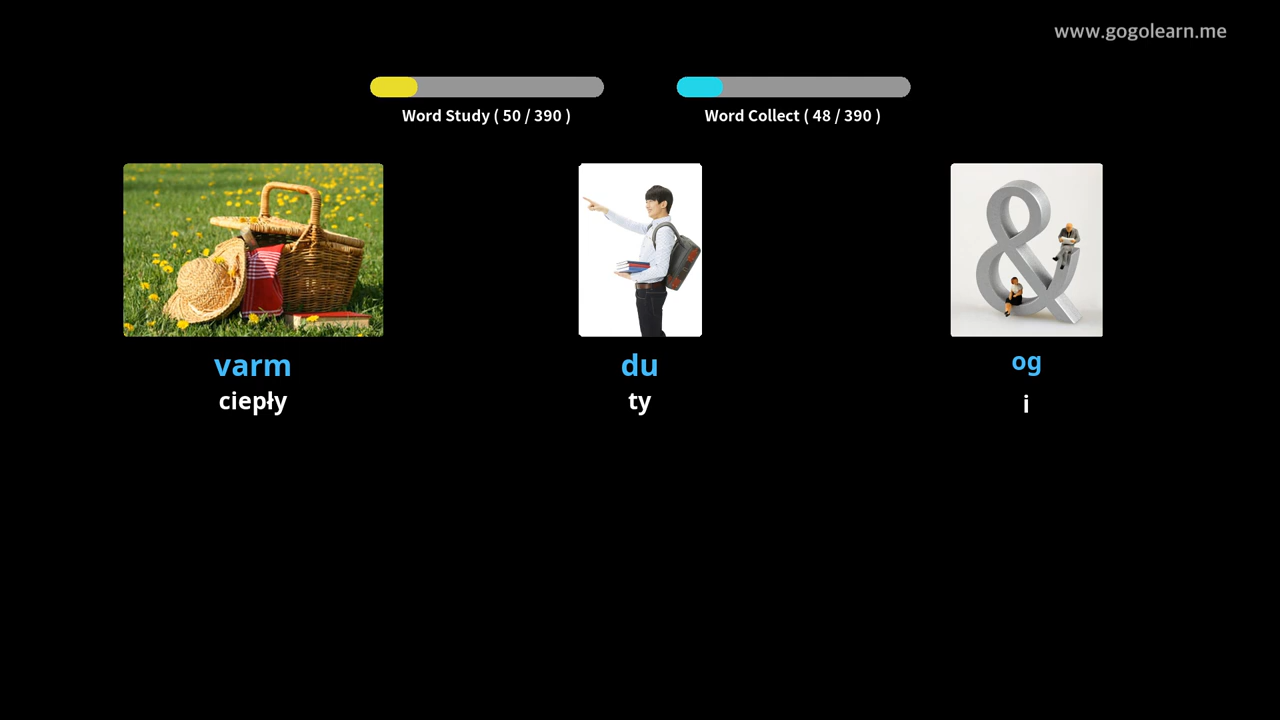 www.gogolearn.me
Word Study ( 50 / 390 )
Word Collect ( 48 / 390 )
varm
ciepły
du
ty
og
i